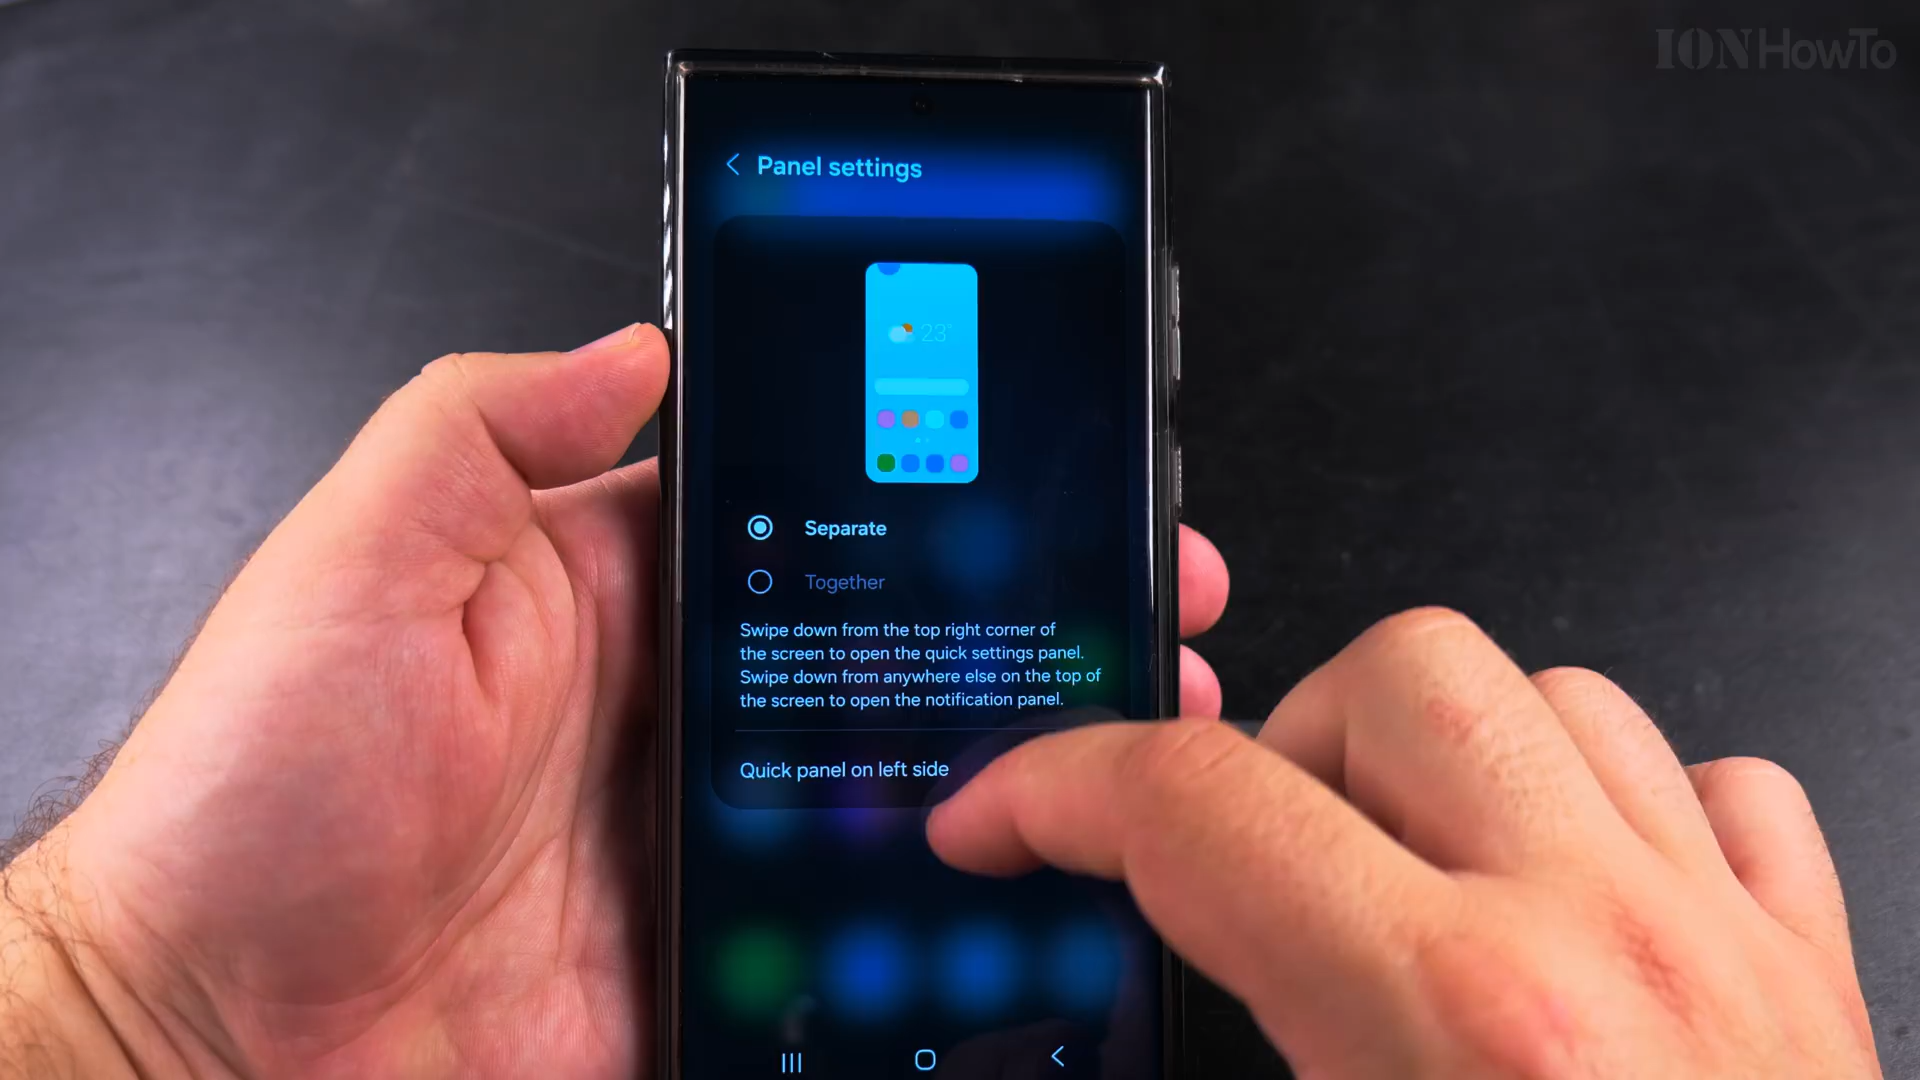 ION HowTo
Panel settings
23°
Separate
Together
Swipe down from the top right corner of
the screen to open the quick settings panel.
Swipe down from anywhere else on the top of
the screen to open the notification panel.
Quick panel on left side